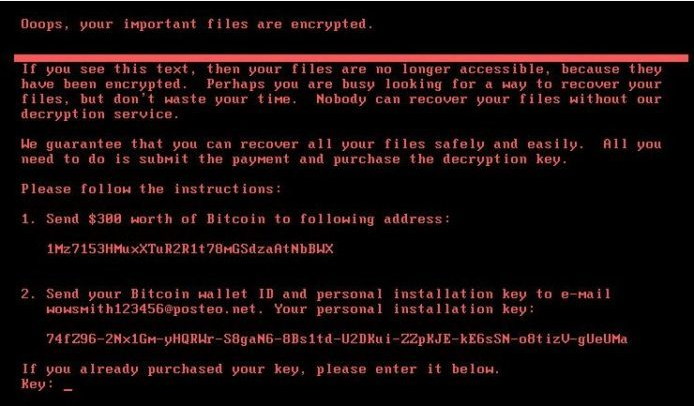 Ooops, your important files are encrypted.
If you see this text, then your files are no longer accessible, because they
have been encrypted.  Perhaps you are busy looking for a way to recover your
files, but don't waste your time.  Nobody can recover your files without our
decryption service.
We guarantee that you can recover all your files safely and easily.  All you
need to do is submit the payment and purchase the decryption key.
Please follow the instructions:
1. Send $300 worth of Bitcoin to following address:
1Mz7153HMuxXTuR2R1t78mGSdzaAtNbBWX
2. Send your Bitcoin wallet ID and personal installation key to e-mail
wowsmith123456@posteo.net. Your personal installation key:
74fZ96-2Nx1Gm-yHQRWr-S8gaN6-8Bs1td-U2DKui-ZZpKJE-kE6sSN-o8tizV-gUeUMa
If you already purchased your key, please enter it below.
Key: _